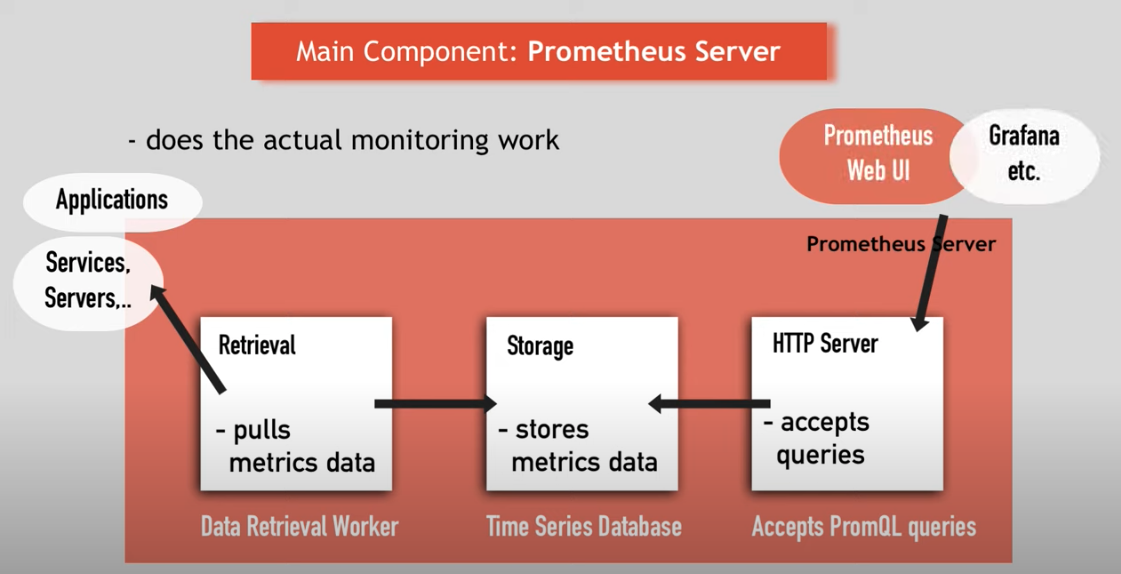 Main Component: Prometheus Server
- does the actual monitoring work
Prometheus
Web UI
Grafana
etc.
Applications
Services,
Servers,..
Prometheus Server
Retrieval
- pulls
metrics data
Data Retrieval Worker
Storage
- stores
metrics data
Time Series Database
HTTP Server
- accepts
queries
Accepts PromQL queries